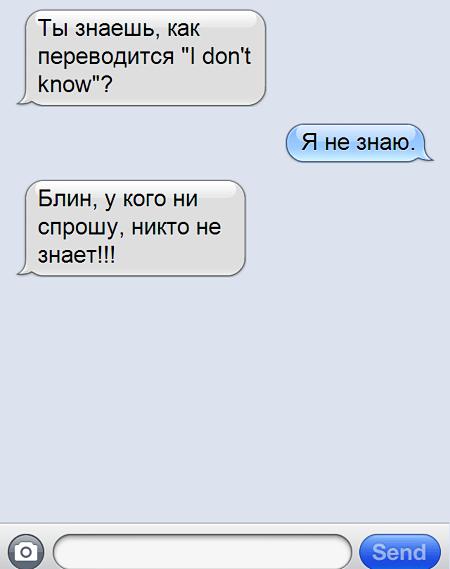 Ты знаешь, как
переводится "I don't
know"?
Я не знаю.
Блин, у кого ни
спрошу, никто не
знает!!!
Send